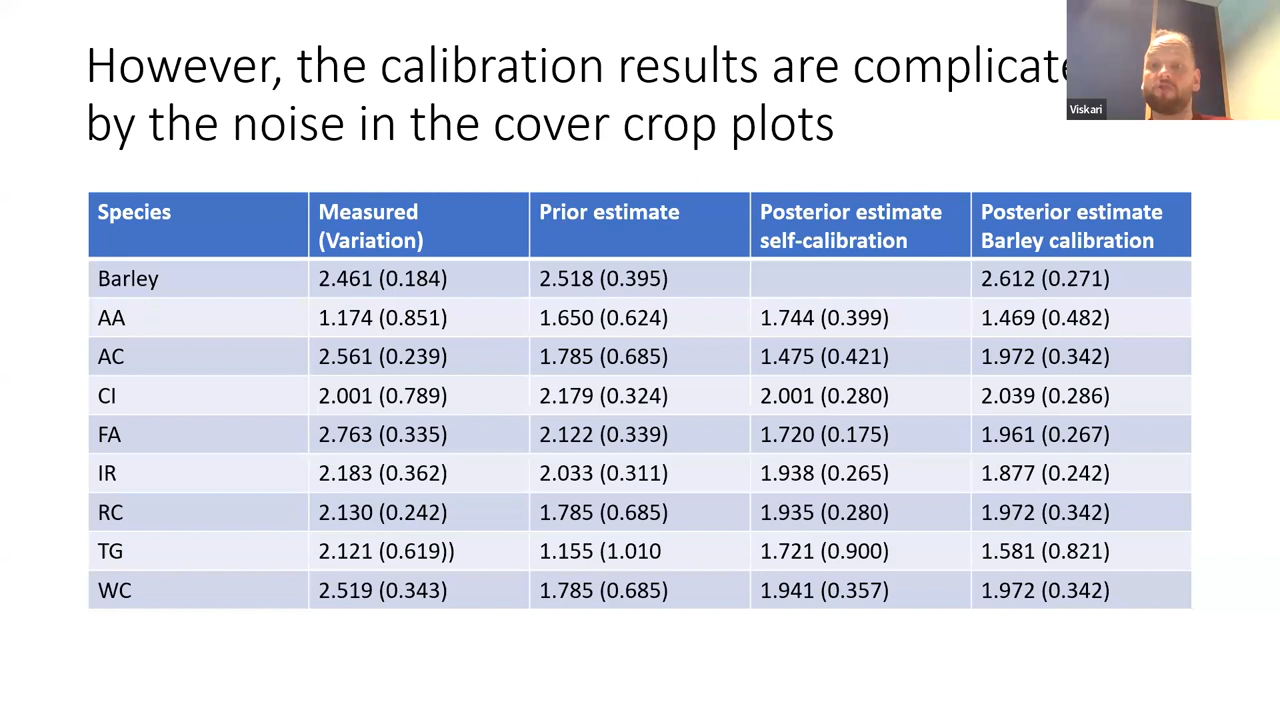 However, the calibration results are
by the noise in the cover crop plots
Viskari
Species Measured (Variation) Prior estimate Posterior estimate self-calibration Posterior estimate Barley calibration
Barley 2.461 (0.184) 2.518 (0.395) 2.612 (0.271)
AA 1.174 (0.851) 1.650 (0.624) 1.744 (0.399) 1.469 (0.482)
AC 2.561 (0.239) 1.785 (0.685) 1.475 (0.421) 1.972 (0.342)
CI 2.001 (0.789) 2.179 (0.324) 2.001 (0.280) 2.039 (0.286)
FA 2.763 (0.335) 2.122 (0.339) 1.720 (0.175) 1.961 (0.267)
IR 2.183 (0.362) 2.033 (0.311) 1.938 (0.265) 1.877 (0.242)
RC 2.130 (0.242) 1.785 (0.685) 1.935 (0.280) 1.972 (0.342)
TG 2.121 (0.619)) 1.155 (1.010 1.721 (0.900) 1.581 (0.821)
WC 2.519 (0.343) 1.785 (0.685) 1.941 (0.357) 1.972 (0.342)